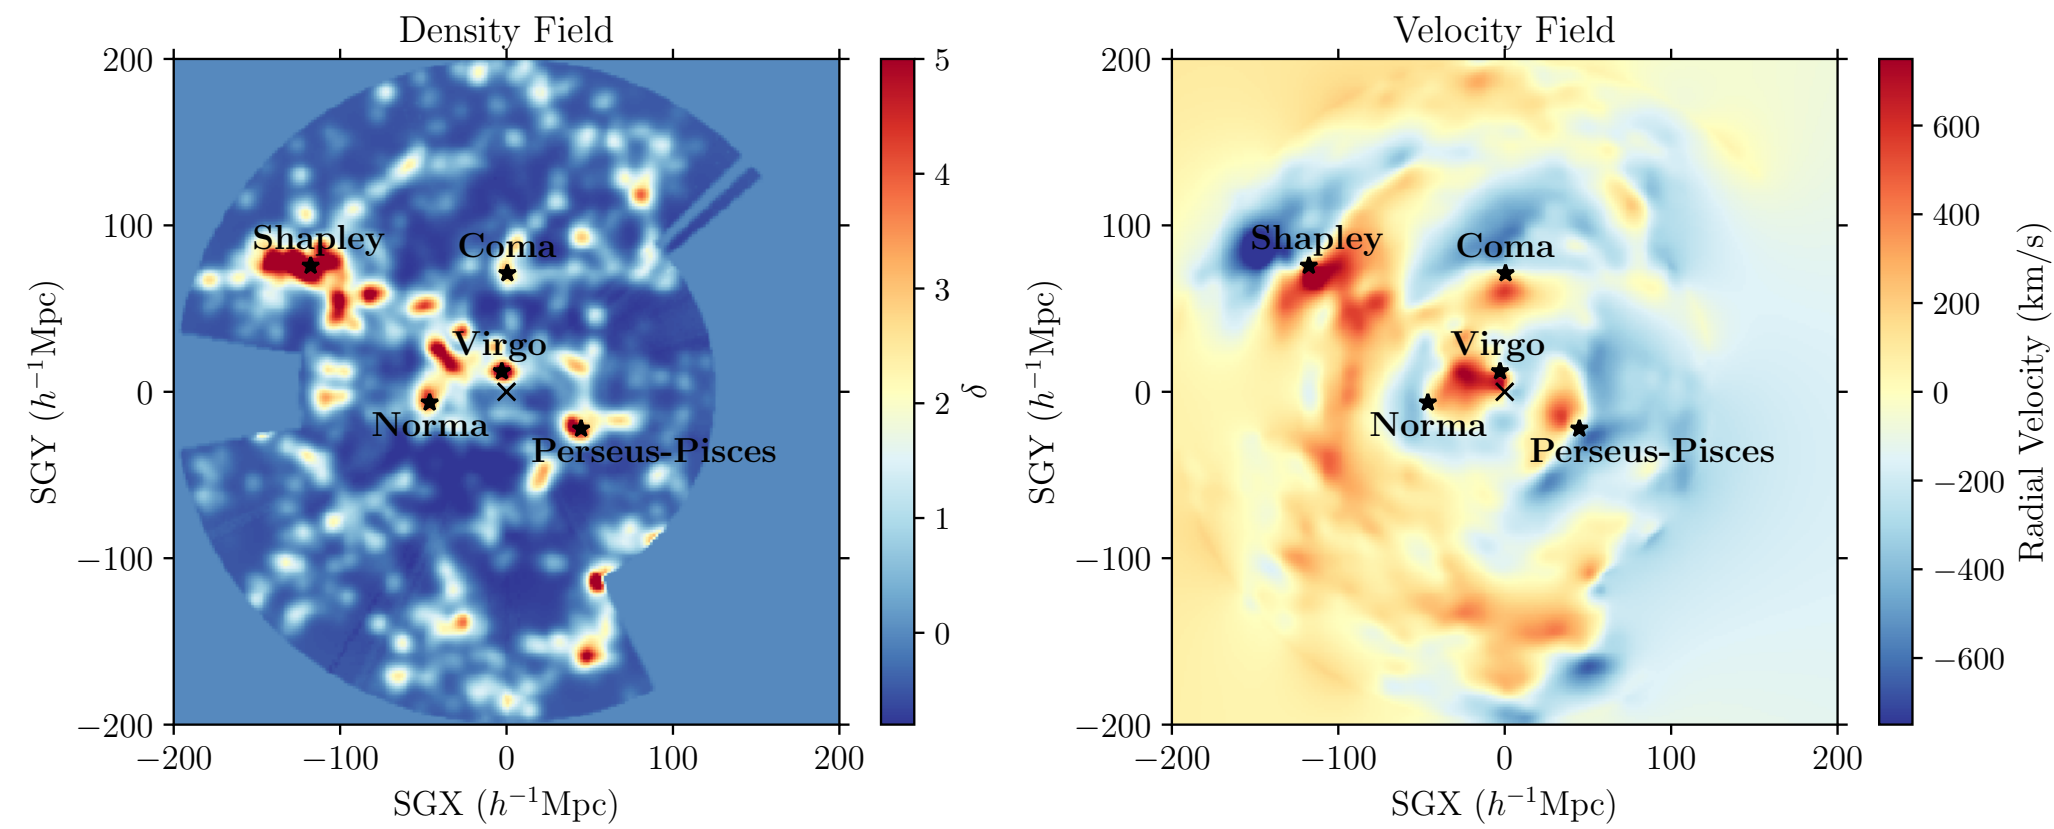 Density Field
200
100
0
−100
−200
−200
−100
0
100
200
SGY (h⁻¹Mpc)
SGX (h⁻¹Mpc)
Shapley
Coma
Virgo
Norma
Perseus-Pisces
5
4
3
2
1
0
δ
Velocity Field
200
100
0
−100
−200
−200
−100
0
100
200
SGY (h⁻¹Mpc)
SGX (h⁻¹Mpc)
Shapley
Coma
Virgo
Norma
Perseus-Pisces
600
400
200
0
−200
−400
−600
Radial Velocity (km/s)